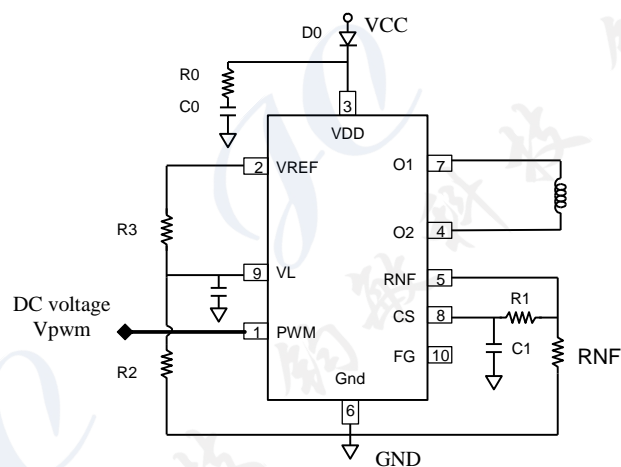 D0
VCC
R0
C0
3
VDD
2
VREF
O1
7
R3
O2
4
9
VL
RNF
5
DC voltage
Vpwm
1
PWM
CS
8
R1
C1
FG
10
R2
RNF
Gnd
6
GND